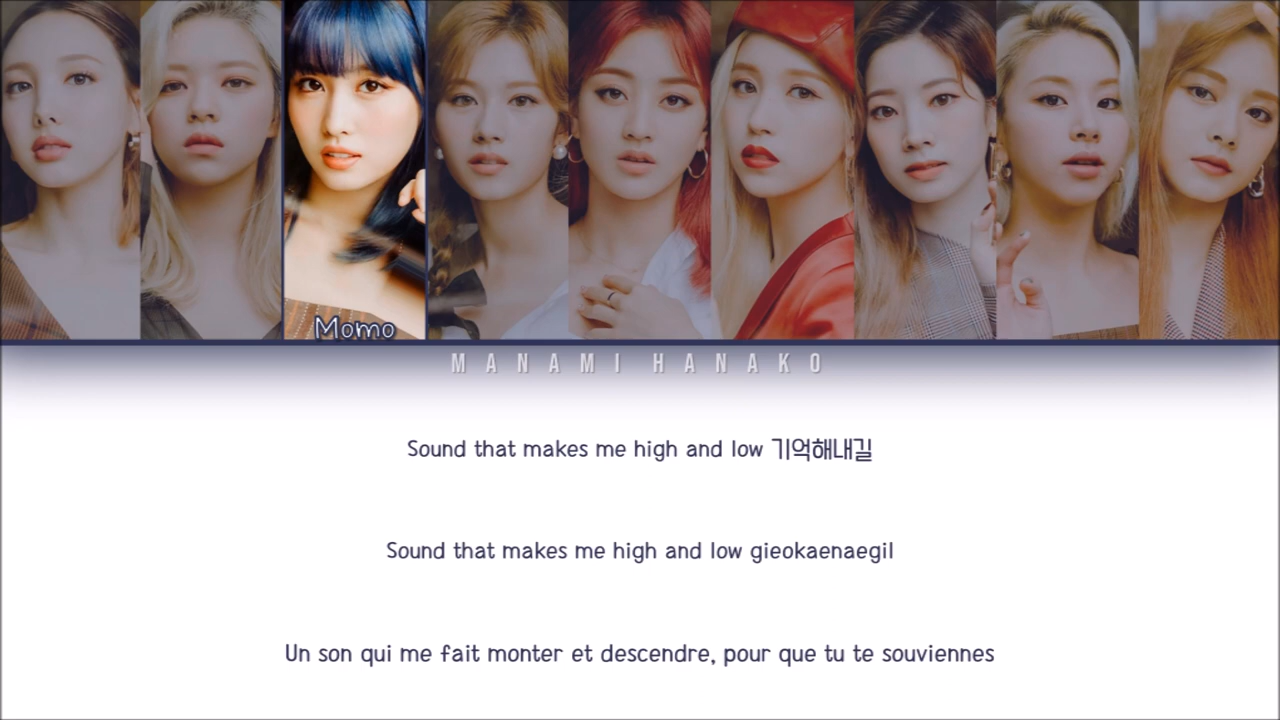 Momo
MANAMI HANAKO
Sound that makes me high and low 기억해내길
Sound that makes me high and low gieokaenaegil
Un son qui me fait monter et descendre, pour que tu te souviennes